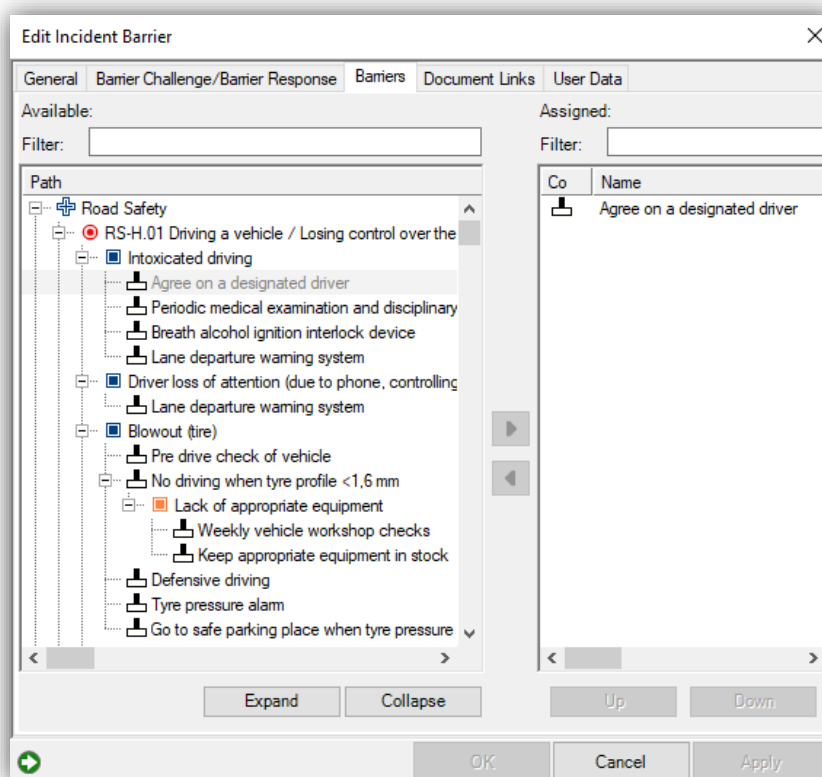 Edit Incident Barrier
General Barrier Challenge/Barrier Response Barriers Document Links User Data
Available:
Assigned:
Filter:
Filter:
Path
Road Safety
RS-H.01 Driving a vehicle / Losing control over the
Intoxicated driving
Agree on a designated driver
Periodic medical examination and disciplinary
Breath alcohol ignition interlock device
Lane departure warning system
Driver loss of attention (due to phone, controlling
Lane departure warning system
Blowout (tire)
Pre drive check of vehicle
No driving when tyre profile <1,6 mm
Lack of appropriate equipment
Weekly vehicle workshop checks
Keep appropriate equipment in stock
Defensive driving
Tyre pressure alarm
Go to safe parking place when tyre pressure
Co Name
Agree on a designated driver
Expand Collapse
Up Down
OK Cancel Apply